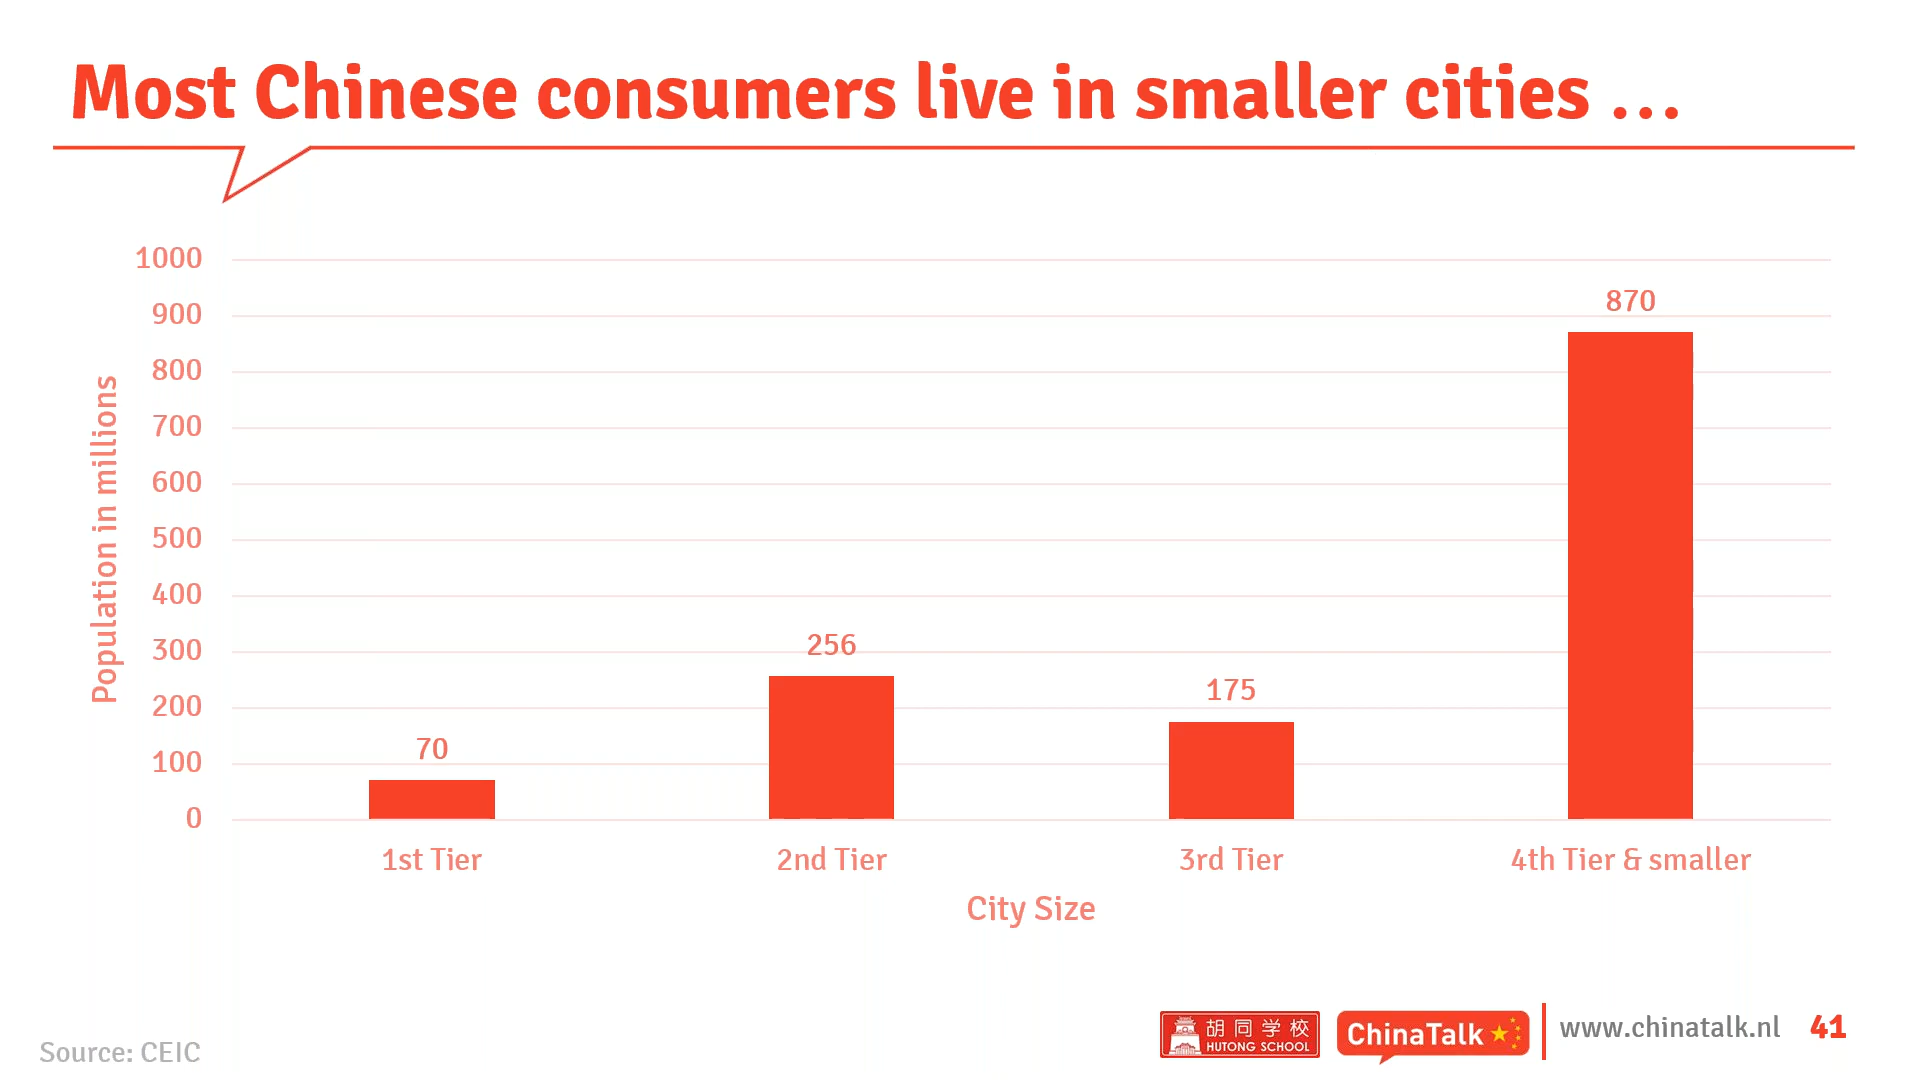 Most Chinese consumers live in smaller cities ...
Population in millions
1000
900
800
700
600
500
400
300
200
100
0
70
256
175
870
1st Tier
2nd Tier
3rd Tier
4th Tier & smaller
City Size
Source: CEIC
胡同学校
HUTONG SCHOOL
ChinaTalk
www.chinatalk.nl
41